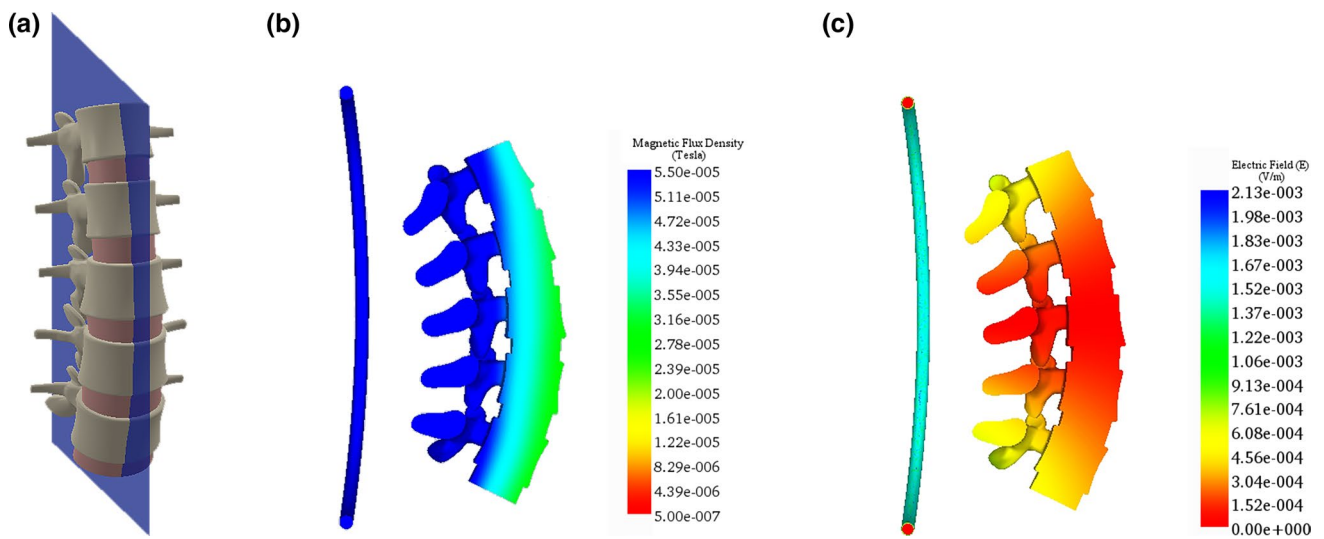 (a)
(b)
(c)
Magnetic Flux Density
(Tesla)
5.50e-005
5.11e-005
4.72e-005
4.33e-005
3.94e-005
3.55e-005
3.16e-005
2.78e-005
2.39e-005
2.00e-005
1.61e-005
1.22e-005
8.29e-006
4.39e-006
5.00e-007
Electric Field (E)
(V/m)
2.13e-003
1.98e-003
1.83e-003
1.67e-003
1.52e-003
1.37e-003
1.22e-003
1.06e-003
9.13e-004
7.61e-004
6.08e-004
4.56e-004
3.04e-004
1.52e-004
0.00e+000